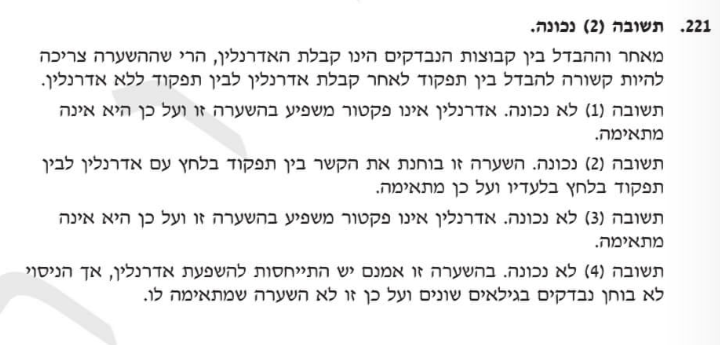 221. תשובה (2) נכונה.
מאחר וההבדל בין קבוצות הנבדקים הינו קבלת האדרנלין, הרי שההשערה צריכה
להיות קשורה להבדל בין תפקוד לאחר קבלת אדרנלין לבין תפקוד ללא אדרנלין.
תשובה (1) לא נכונה. אדרנלין אינו פקטור משפיע בהשערה זו ועל כן היא אינה
מתאימה.
תשובה (2) נכונה. השערה זו בוחנת את הקשר בין תפקוד בלחץ עם אדרנלין לבין
תפקוד בלחץ בלעדיו ועל כן מתאימה.
תשובה (3) לא נכונה. אדרנלין אינו פקטור משפיע בהשערה זו ועל כן היא אינה
מתאימה.
תשובה (4) לא נכונה. בהשערה זו אמנם יש התייחסות להשפעת אדרנלין, אך הניסוי
לא בוחן נבדקים בגילאים שונים ועל כן זו לא השערה שמתאימה לו.